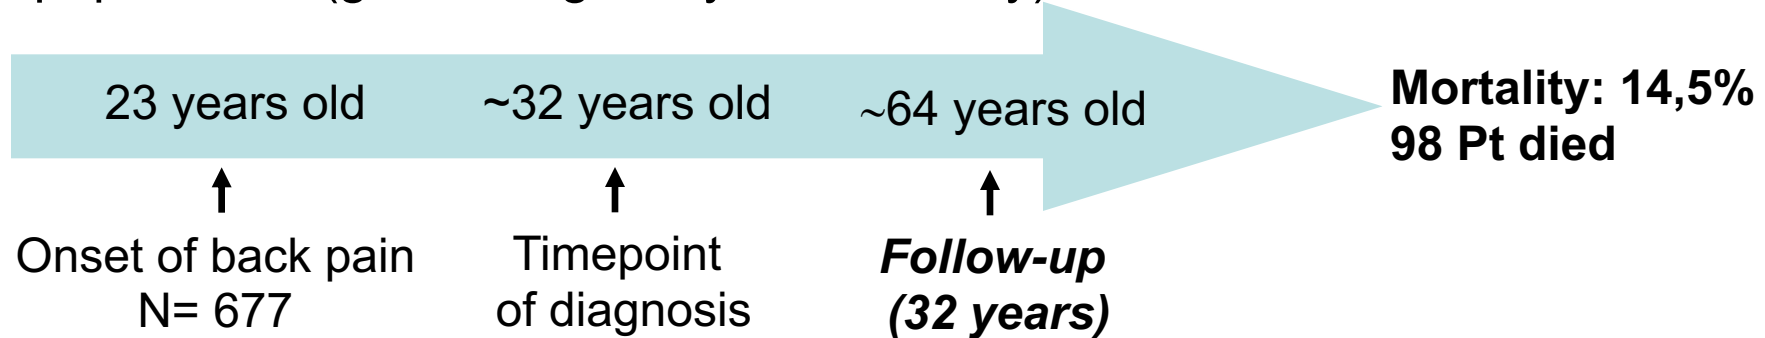 23 years old ~32 years old ~64 years old
Mortality: 14,5%
98 Pt died
Onset of back pain
N= 677
Timepoint
of diagnosis
Follow-up
(32 years)